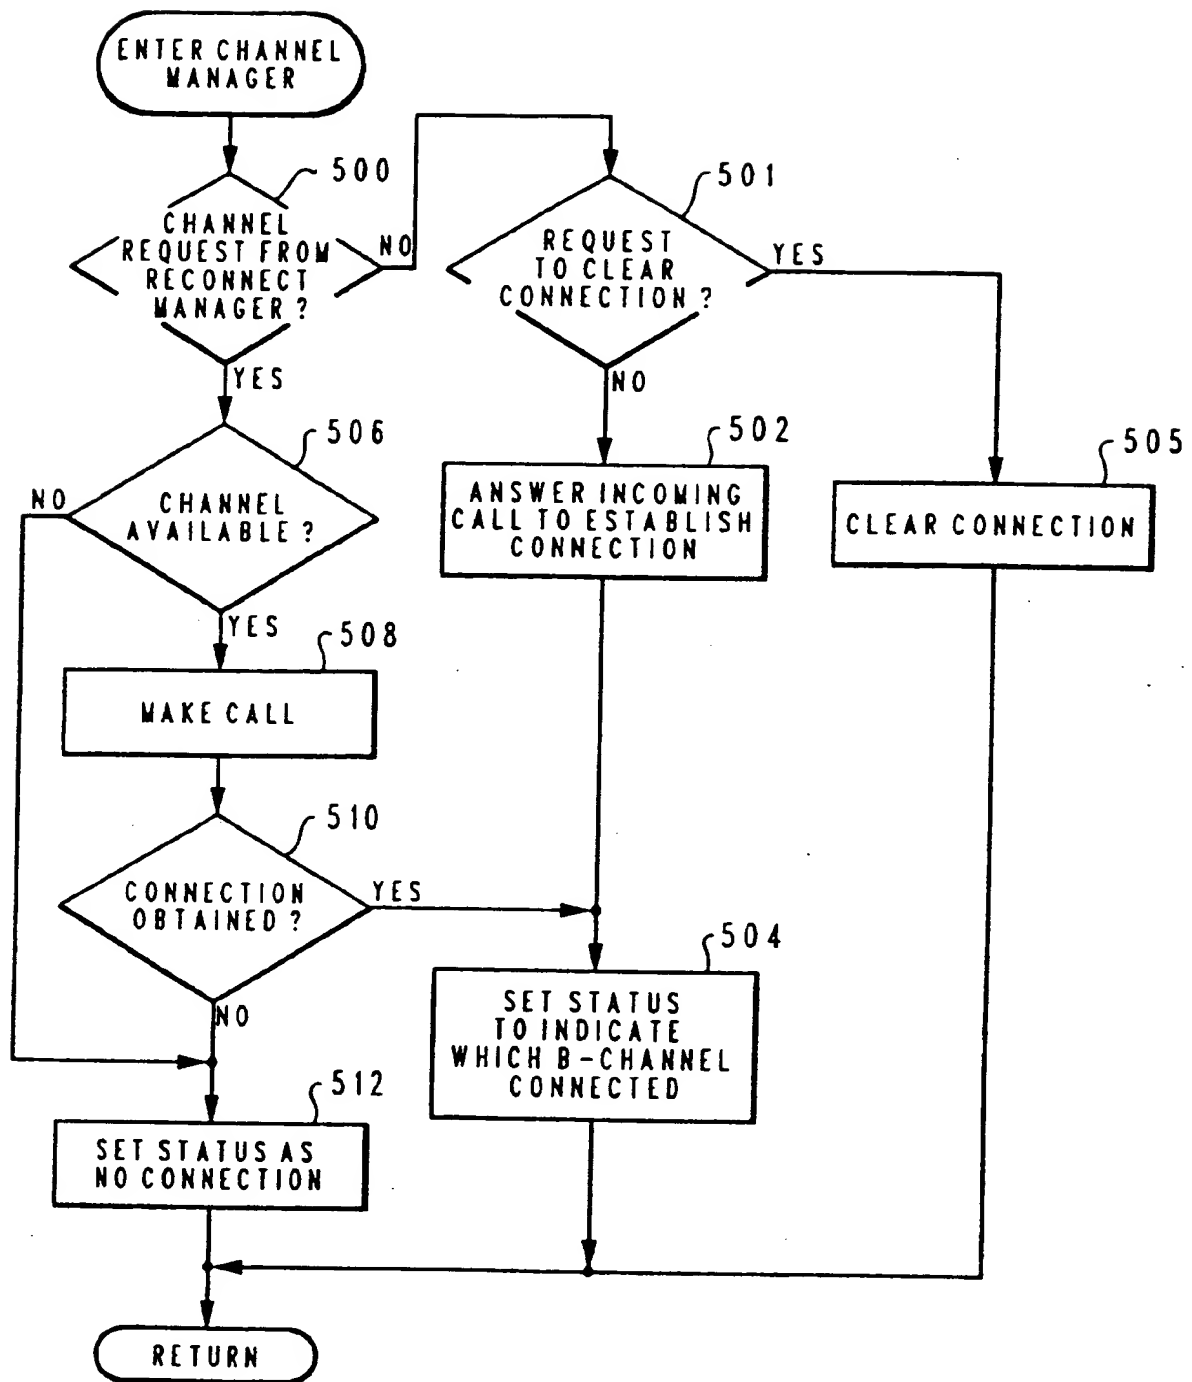 ENTER CHANNEL
MANAGER
500
CHANNEL
REQUEST FROM
RECONNECT
MANAGER ?
NO
YES
501
REQUEST
TO CLEAR
CONNECTION ?
YES
NO
506
CHANNEL
AVAILABLE ?
NO
YES
502
ANSWER INCOMING
CALL TO ESTABLISH
CONNECTION
505
CLEAR CONNECTION
508
MAKE CALL
510
CONNECTION
OBTAINED ?
YES
NO
504
SET STATUS
TO INDICATE
WHICH B-CHANNEL
CONNECTED
512
SET STATUS AS
NO CONNECTION
RETURN